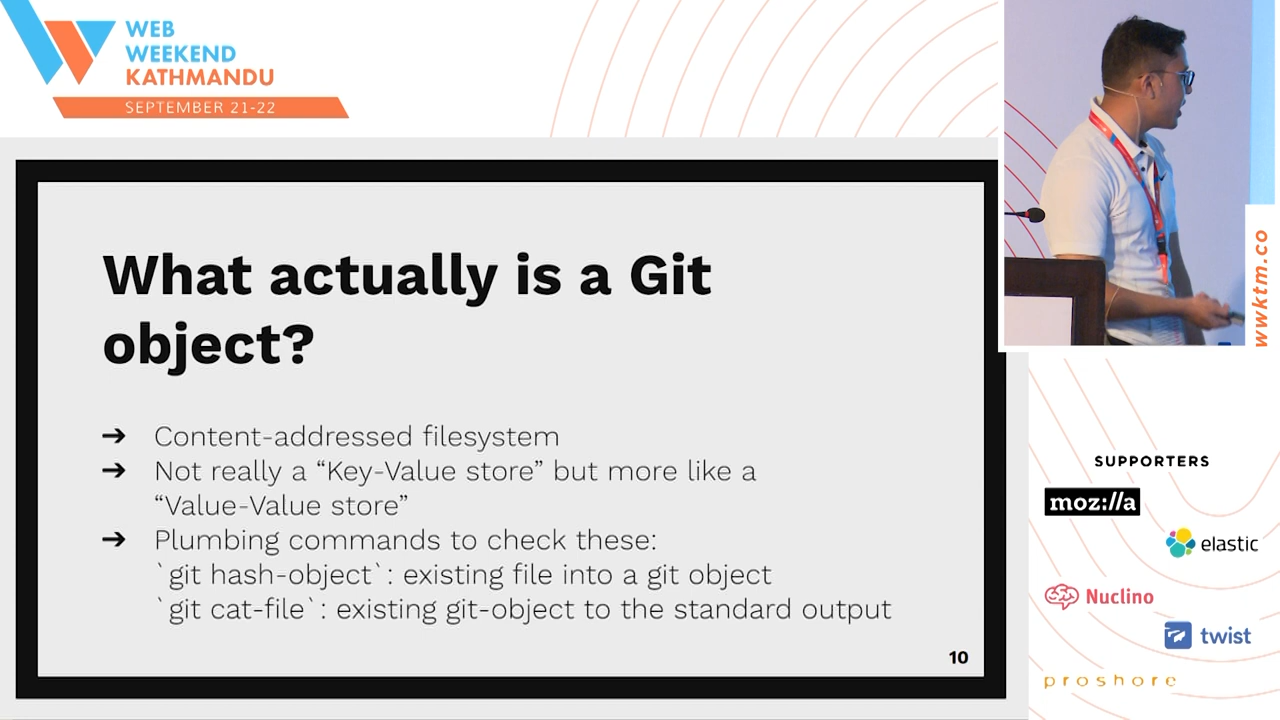 WEB
WEEKEND
KATHMANDU
SEPTEMBER 21-22
What actually is a Git
object?
➔ Content-addressed filesystem
➔ Not really a “Key-Value store” but more like a
“Value-Value store”
➔ Plumbing commands to check these:
`git hash-object`: existing file into a git object
`git cat-file`: existing git-object to the standard output
10
wwktm.co
SUPPORTERS
moz://a
elastic
Nuclino
twist
proshore